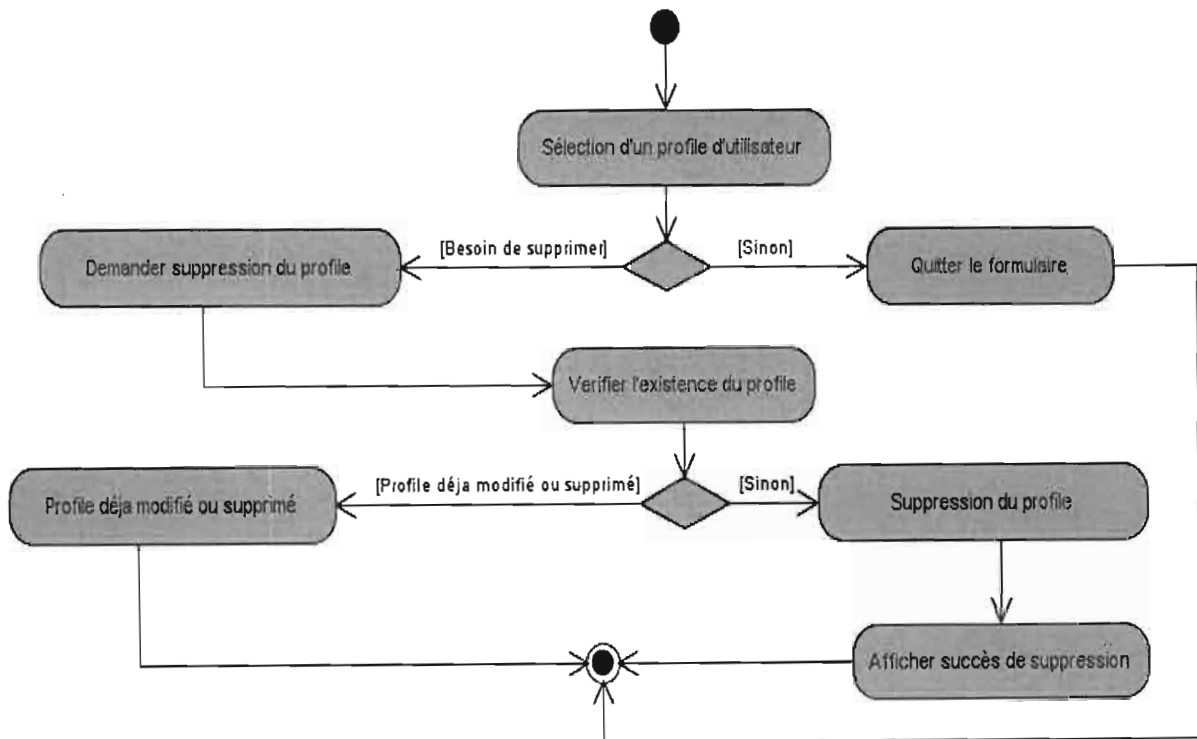 Sélection d'un profile d'utilisateur
[Besoin de supprimer]
[Sinon]
Demander suppression du profile
Quitter le formulaire
Verifier l'existence du profile
[Profile déja modifié ou supprimé]
[Sinon]
Profile déja modifié ou supprimé
Suppression du profile
Afficher succès de suppression